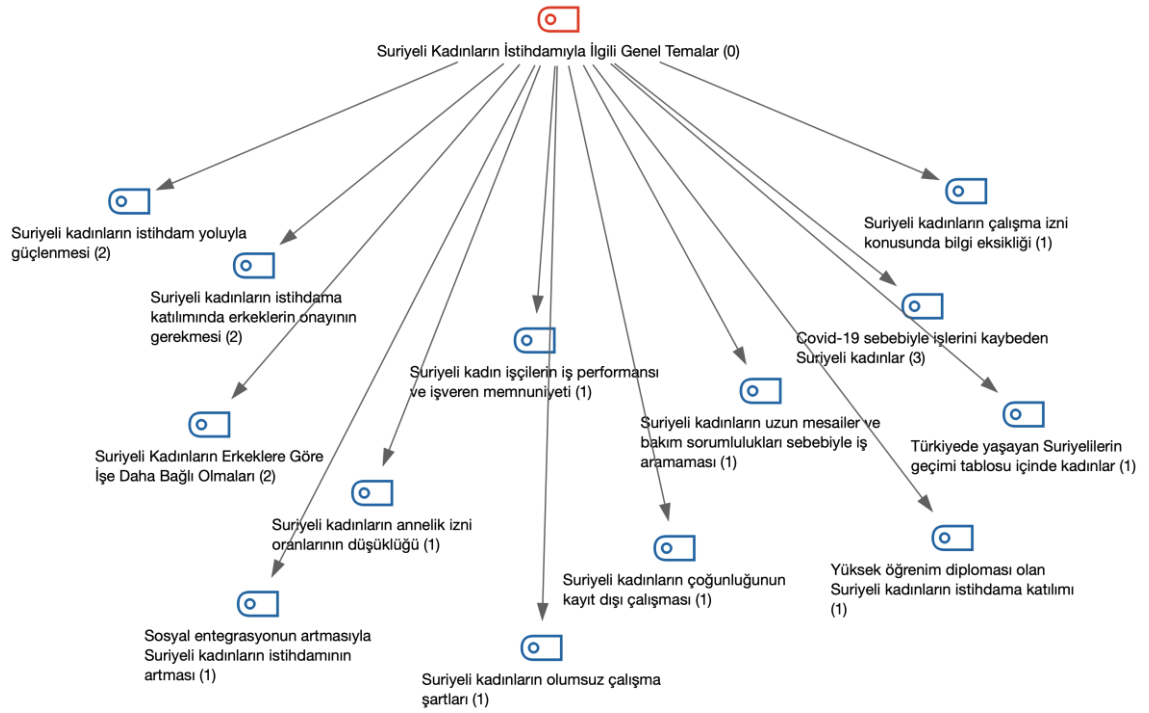 Suriyeli Kadınların İstihdamıyla İlgili Genel Temalar (0)
Suriyeli kadınların istihdam yoluyla
güçlenmesi (2)
Suriyeli kadınların çalışma izni
konusunda bilgi eksikliği (1)
Suriyeli kadınların istihdama
katılımında erkeklerin onayının
gerekmesi (2)
Covid-19 sebebiyle işlerini kaybeden
Suriyeli kadınlar (3)
Suriyeli kadın işçilerin iş performansı
ve işveren memnuniyeti (1)
Suriyeli kadınların uzun mesailer ve
bakım sorumlulukları sebebiyle iş
aramaması (1)
Türkiyede yaşayan Suriyelilerin
geçimi tablosu içinde kadınlar (1)
Suriyeli Kadınların Erkeklere Göre
İşe Daha Bağlı Olmaları (2)
Suriyeli kadınların annelik izni
oranlarının düşüklüğü (1)
Suriyeli kadınların çoğunluğunun
kayıt dışı çalışması (1)
Yüksek öğrenim diploması olan
Suriyeli kadınların istihdama katılımı
(1)
Sosyal entegrasyonun artmasıyla
Suriyeli kadınların istihdamının
artması (1)
Suriyeli kadınların olumsuz çalışma
şartları (1)